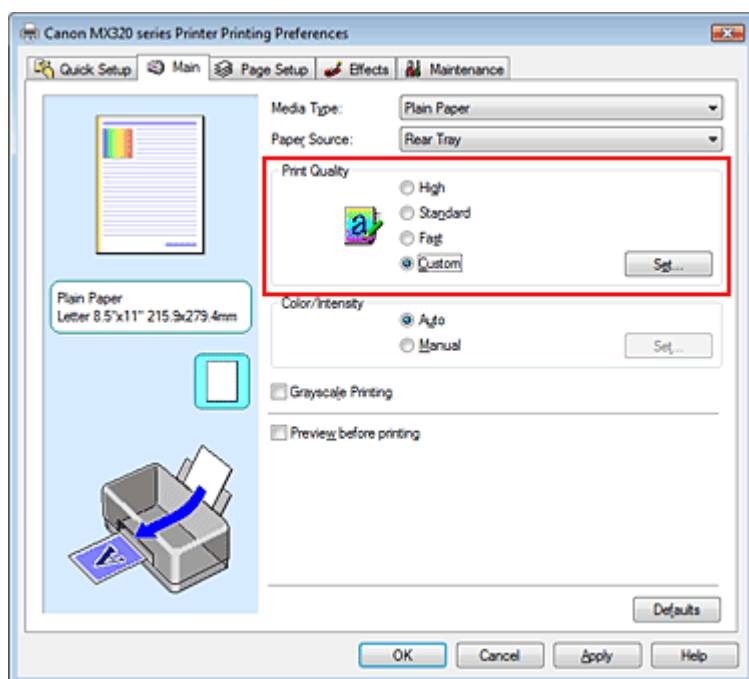 Canon MX320 series Printer Printing Preferences
Quick Setup Main Page Setup Effects Maintenance
Media Type: Plain Paper
Paper Source: Rear Tray
Print Quality
High
Standard
Fast
Custom Set...
Plain Paper
Letter 8.5"x11" 215.9x279.4mm
Color/Intensity
Auto
Manual Set...
Grayscale Printing
Preview before printing
Defaults
OK Cancel Apply Help